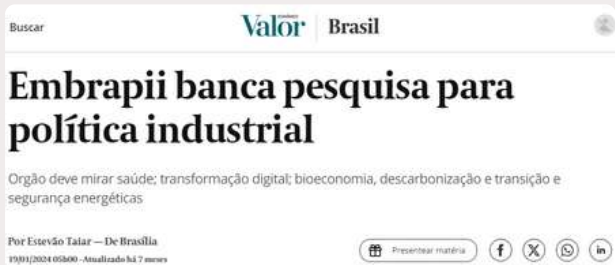 Buscar
Valor Brasil
Embrapii banca pesquisa para
política industrial
Orgão deve mirar saúde; transformação digital; bioeconomia, descarbonização e transição e
segurança energéticas
Por Estevão Taiar — De Brasília
19/01/2024 05h00 · Atualizado há 7 meses
Presentear matéria